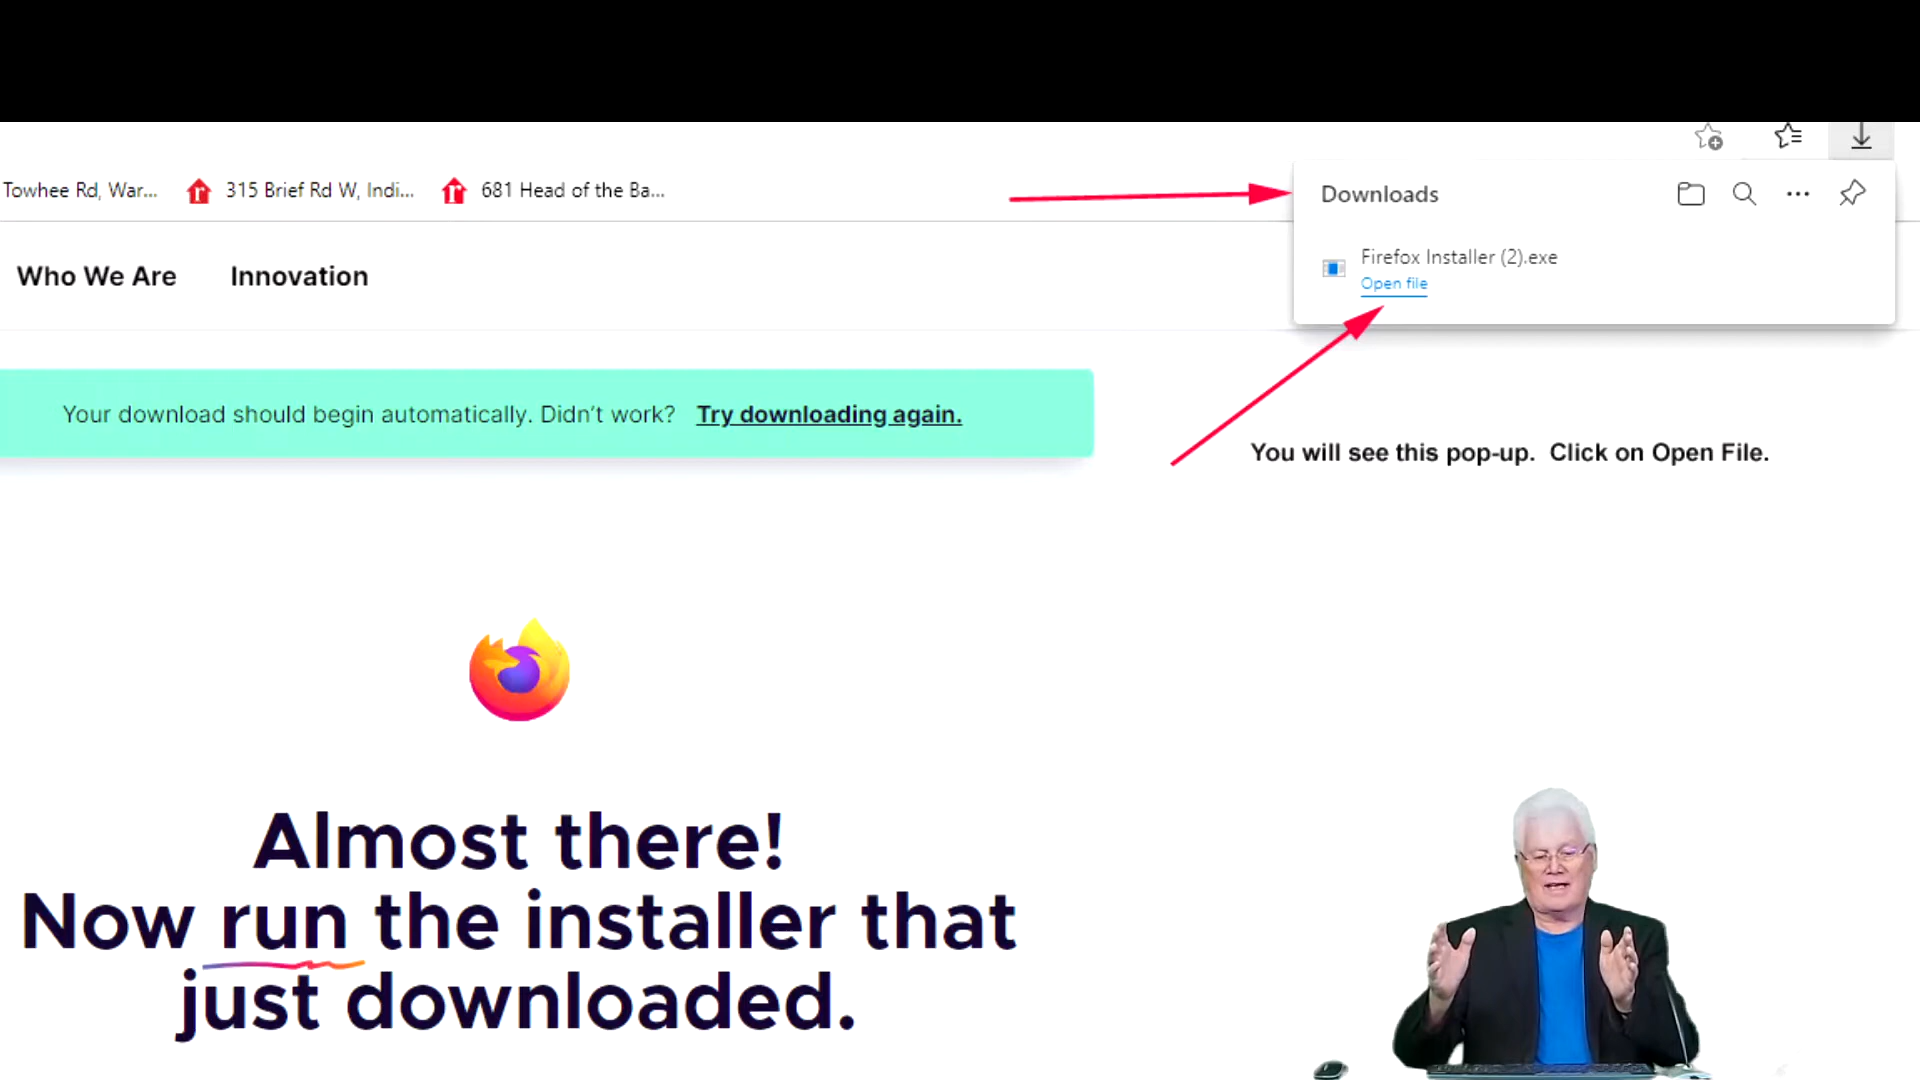 Towhee Rd, War...
315 Brief Rd W, Indi...
681 Head of the Ba...
Downloads
Firefox Installer (2).exe
Open file
Who We Are
Innovation
Your download should begin automatically. Didn't work? Try downloading again.
You will see this pop-up.  Click on Open File.
Almost there!
Now run the installer that
just downloaded.